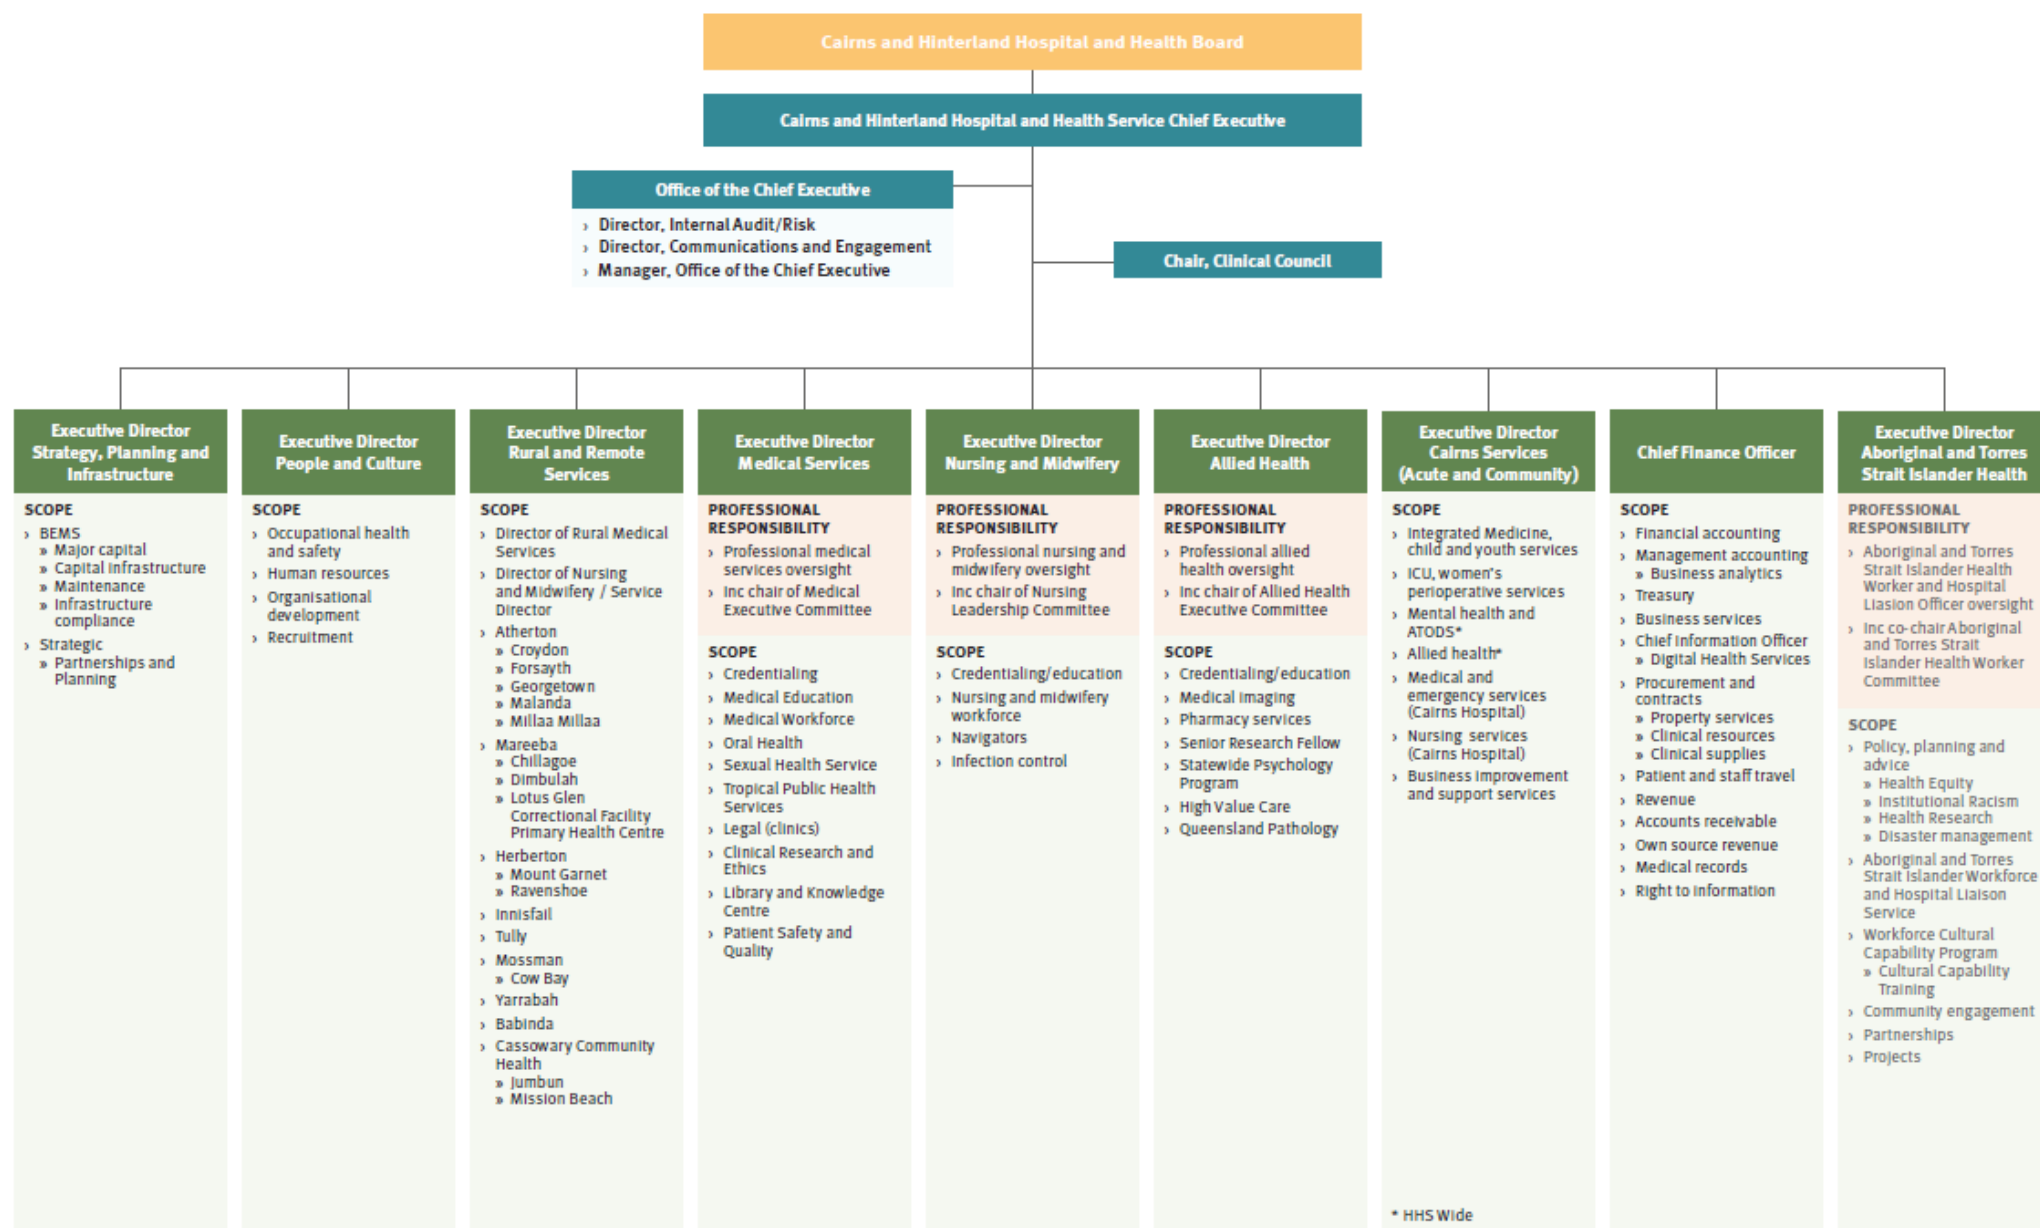 Cairns and Hinterland Hospital and Health Board
Cairns and Hinterland Hospital and Health Service Chief Executive
Office of the Chief Executive
› Director, Internal Audit/Risk
› Director, Communications and Engagement
› Manager, Office of the Chief Executive
Chair, Clinical Council
Executive Director
Strategy, Planning and
Infrastructure
SCOPE
› BEMS
» Major capital
» Capital infrastructure
» Maintenance
» Infrastructure
compliance
› Strategic
» Partnerships and
Planning
Executive Director
People and Culture
SCOPE
› Occupational health
and safety
› Human resources
› Organisational
development
› Recruitment
Executive Director
Rural and Remote
Services
SCOPE
› Director of Rural Medical
Services
› Director of Nursing
and Midwifery / Service
Director
› Atherton
» Croydon
» Forsayth
» Georgetown
» Malanda
» Millaa Millaa
› Mareeba
» Chillagoe
» Dimbulah
» Lotus Glen
Correctional Facility
Primary Health Centre
› Herberton
» Mount Garnet
» Ravenshoe
› Innisfail
› Tully
› Mossman
» Cow Bay
› Yarrabah
› Babinda
› Cassowary Community
Health
» Jumbun
» Mission Beach
Executive Director
Medical Services
PROFESSIONAL
RESPONSIBILITY
› Professional medical
services oversight
› Inc chair of Medical
Executive Committee
SCOPE
› Credentialing
› Medical Education
› Medical Workforce
› Oral Health
› Sexual Health Service
› Tropical Public Health
Services
› Legal (clinics)
› Clinical Research and
Ethics
› Library and Knowledge
Centre
› Patient Safety and
Quality
Executive Director
Nursing and Midwifery
PROFESSIONAL
RESPONSIBILITY
› Professional nursing and
midwifery oversight
› Inc chair of Nursing
Leadership Committee
SCOPE
› Credentialing/education
› Nursing and midwifery
workforce
› Navigators
› Infection control
Executive Director
Allied Health
PROFESSIONAL
RESPONSIBILITY
› Professional allied
health oversight
› Inc chair of Allied Health
Executive Committee
SCOPE
› Credentialing/education
› Medical imaging
› Pharmacy services
› Senior Research Fellow
› Statewide Psychology
Program
› High Value Care
› Queensland Pathology
Executive Director
Cairns Services
(Acute and Community)
SCOPE
› Integrated Medicine,
child and youth services
› ICU, women's
perioperative services
› Mental health and
ATODS*
› Allied health*
› Medical and
emergency services
(Cairns Hospital)
› Nursing services
(Cairns Hospital)
› Business improvement
and support services
* HHS Wide
Chief Finance Officer
SCOPE
› Financial accounting
› Management accounting
» Business analytics
› Treasury
› Business services
› Chief Information Officer
» Digital Health Services
› Procurement and
contracts
» Property services
» Clinical resources
» Clinical supplies
› Patient and staff travel
› Revenue
› Accounts receivable
› Own source revenue
› Medical records
› Right to information
Executive Director
Aboriginal and Torres
Strait Islander Health
PROFESSIONAL
RESPONSIBILITY
› Aboriginal and Torres
Strait Islander Health
Worker and Hospital
Liasion Officer oversight
› Inc co-chair Aboriginal
and Torres Strait
Islander Health Worker
Committee
SCOPE
› Policy, planning and
advice
» Health Equity
» Institutional Racism
» Health Research
» Disaster management
› Aboriginal and Torres
Strait Islander Workforce
and Hospital Liaison
Service
› Workforce Cultural
Capability Program
» Cultural Capability
Training
› Community engagement
› Partnerships
› Projects